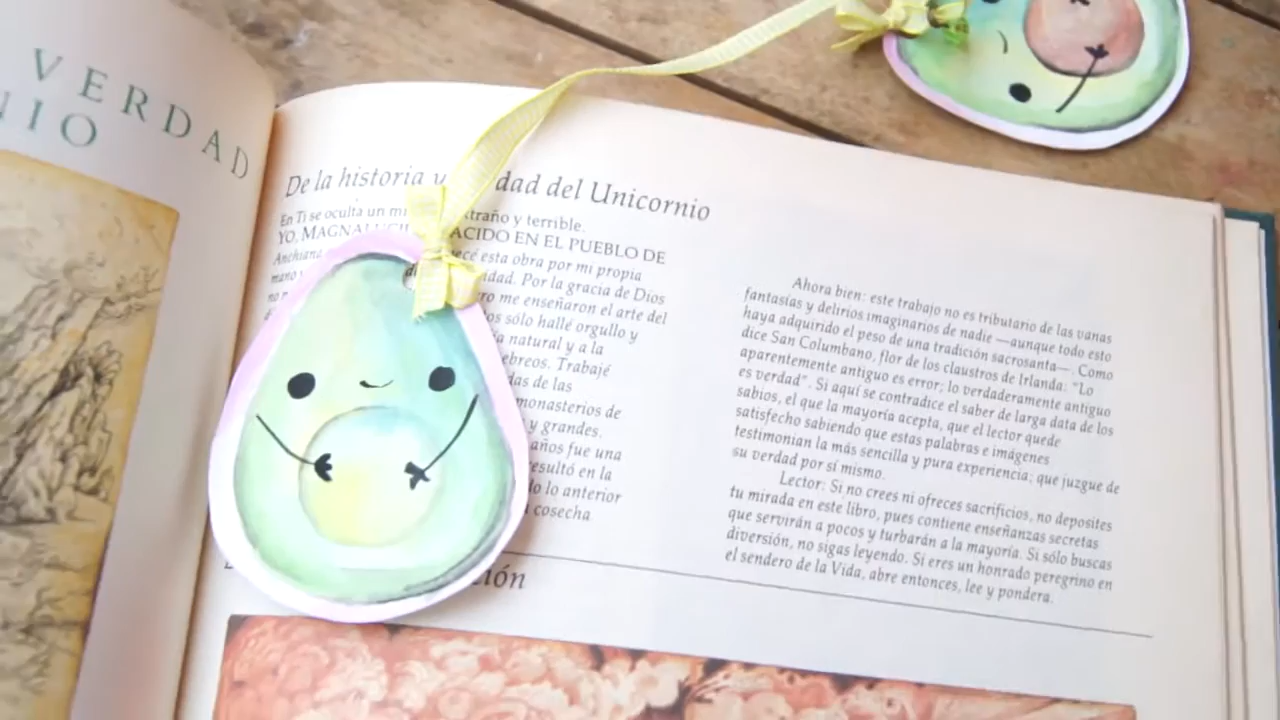 VERDAD
NIO
De la historia y dad del Unicornio
En Ti se oculta un mi xtraño y terrible.
YO, MAGNALUCI ACIDO EN EL PUEBLO DE
Anchiana ecé esta obra por mi propia
mano y idad. Por la gracia de Dios
ro me enseñaron el arte del
os sólo hallé orgullo y
ia natural y a la
ebreos. Trabajé
das de las
monasterios de
y grandes.
años fue una
esultó en la
lo lo anterior
cosecha
Ahora bien: este trabajo no es tributario de las vanas
fantasías y delirios imaginarios de nadie —aunque todo esto
haya adquirido el peso de una tradición sacrosanta—. Como
dice San Columbano, flor de los claustros de Irlanda: "Lo
aparentemente antiguo es error; lo verdaderamente antiguo
es verdad". Si aquí se contradice el saber de larga data de los
sabios, el que la mayoría acepta, que el lector quede
satisfecho sabiendo que estas palabras e imágenes
testimonian la más sencilla y pura experiencia; que juzgue de
su verdad por sí mismo.
Lector: Si no crees ni ofreces sacrificios, no deposites
tu mirada en este libro, pues contiene enseñanzas secretas
que servirán a pocos y turbarán a la mayoría. Si sólo buscas
diversión, no sigas leyendo. Si eres un honrado peregrino en
el sendero de la Vida, abre entonces, lee y pondera.
ción